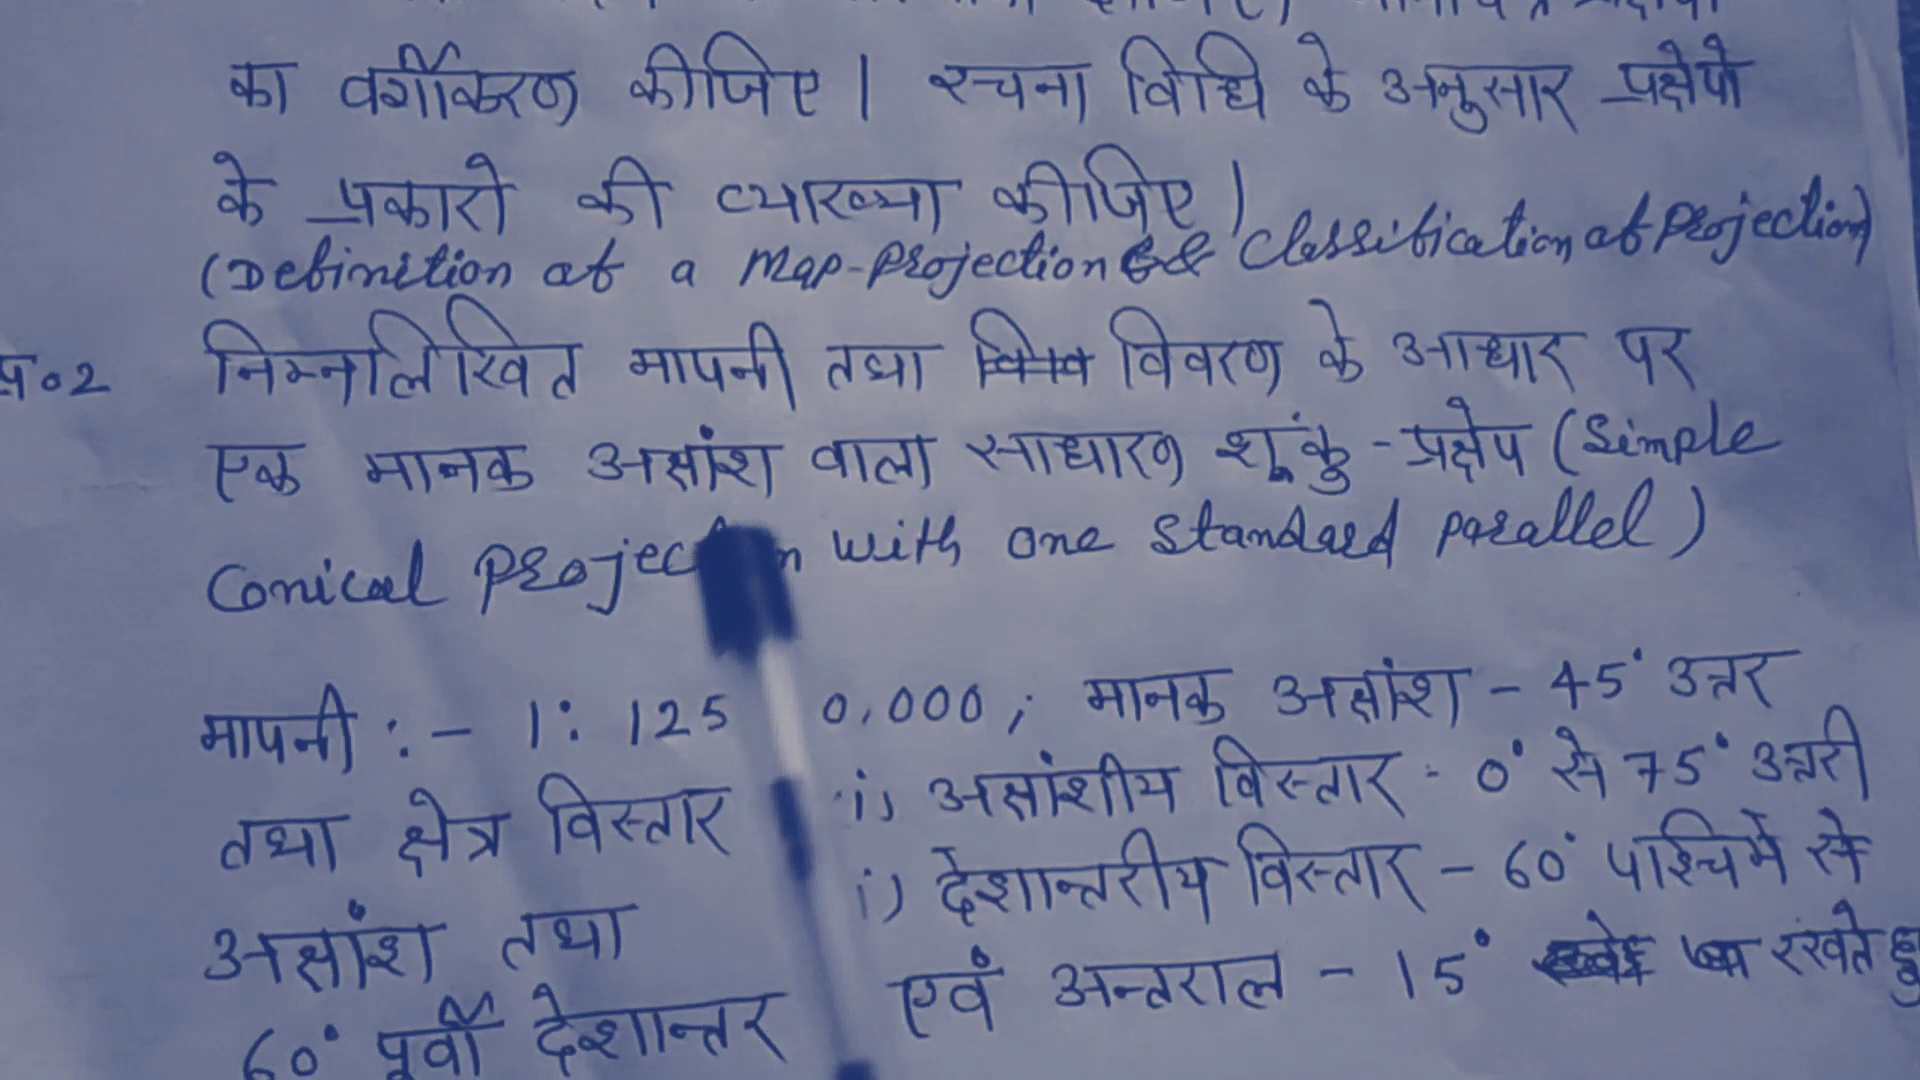 का वर्गीकरण कीजिए। रचना विधि के अनुसार प्रक्षेपो
के प्रकारो की व्याख्या कीजिए।
(Definition of a Map-Projection & Classification of Projection)
प्र०2 निम्नलिखित मापनी तथा विवरण के आधार पर
एक मानक अक्षांश वाला साधारण शंकु-प्रक्षेप (Simple
Conical with one Standard parallel)
मापनी :- 1: 125 0,000; मानक अक्षांश - 45° उत्तर
तथा क्षेत्र विस्तार i) अक्षांशीय विस्तार - 0° से 75° उत्तरी
अक्षांश तथा i) देशान्तरीय विस्तार - 60° पश्चिमें से
60° पूर्वी देशान्तर एवं अन्तराल - 15° रखते